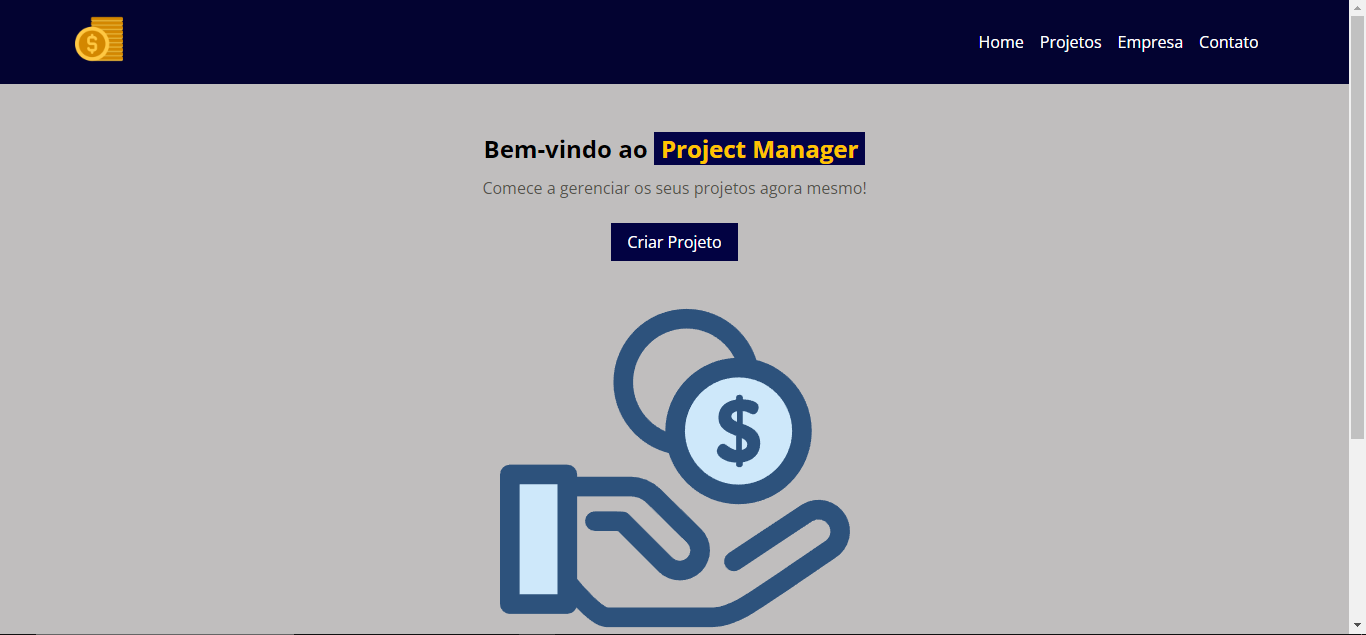 $
Home Projetos Empresa Contato
Bem-vindo ao Project Manager
Comece a gerenciar os seus projetos agora mesmo!
Criar Projeto
$